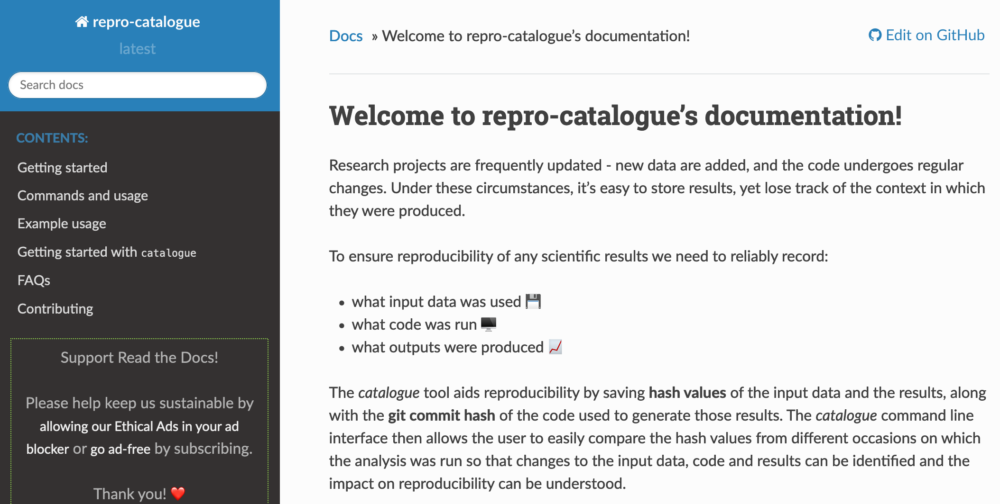 repro-catalogue
latest
Search docs
CONTENTS:
Getting started
Commands and usage
Example usage
Getting started with catalogue
FAQs
Contributing
Support Read the Docs!
Please help keep us sustainable by
allowing our Ethical Ads in your ad
blocker or go ad-free by subscribing.
Thank you! ❤️
Docs » Welcome to repro-catalogue’s documentation!
Edit on GitHub
Welcome to repro-catalogue’s documentation!
Research projects are frequently updated - new data are added, and the code undergoes regular
changes. Under these circumstances, it’s easy to store results, yet lose track of the context in which
they were produced.
To ensure reproducibility of any scientific results we need to reliably record:
• what input data was used 💾
• what code was run 🖥️
• what outputs were produced 📈
The catalogue tool aids reproducibility by saving hash values of the input data and the results, along
with the git commit hash of the code used to generate those results. The catalogue command line
interface then allows the user to easily compare the hash values from different occasions on which
the analysis was run so that changes to the input data, code and results can be identified and the
impact on reproducibility can be understood.